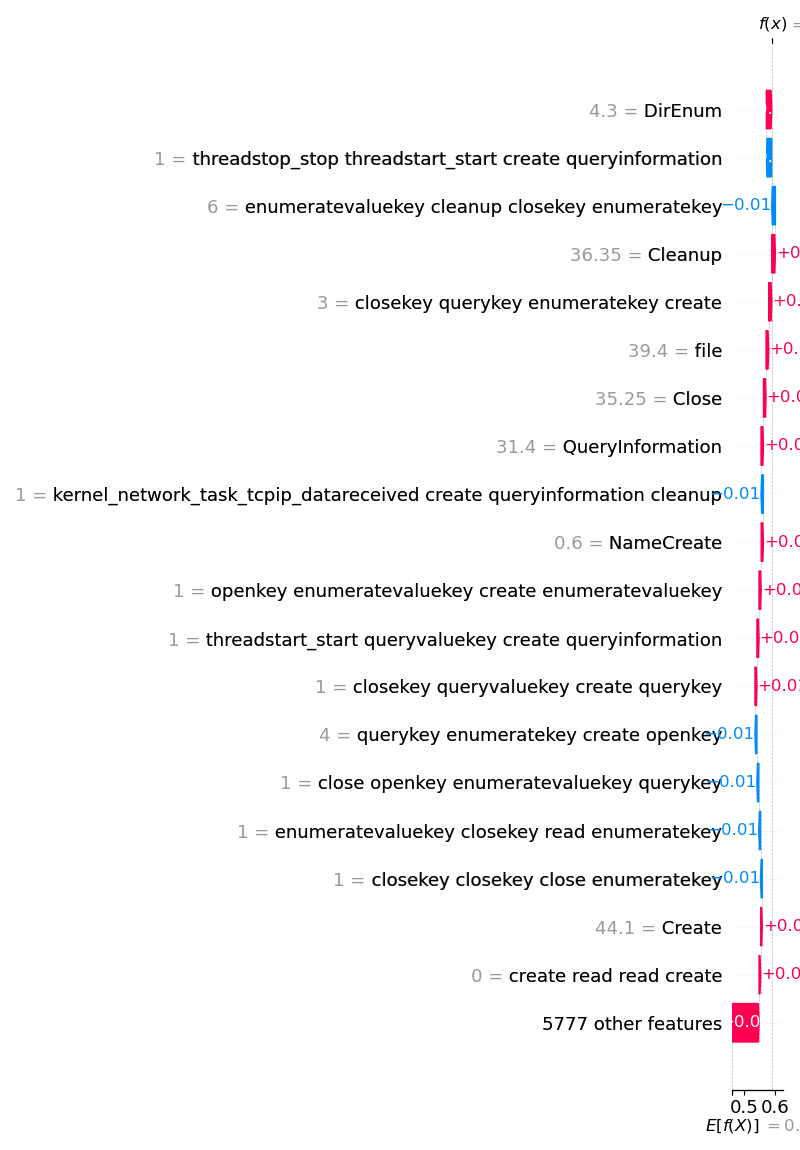 f(x) =
4.3 = DirEnum
1 = threadstop_stop threadstart_start create queryinformation
6 = enumeratevaluekey cleanup closekey enumeratekey −0.01
36.35 = Cleanup +0
3 = closekey querykey enumeratekey create +0.
39.4 = file +0.
35.25 = Close +0.0
31.4 = QueryInformation +0.0
1 = kernel_network_task_tcpip_datareceived create queryinformation cleanup −0.01
0.6 = NameCreate +0.0
1 = openkey enumeratevaluekey create enumeratevaluekey +0.0
1 = threadstart_start queryvaluekey create queryinformation +0.0
1 = closekey queryvaluekey create querykey +0.01
4 = querykey enumeratekey create openkey −0.01
1 = close openkey enumeratevaluekey querykey −0.01
1 = enumeratevaluekey closekey read enumeratekey −0.01
1 = closekey closekey close enumeratekey −0.01
44.1 = Create +0.0
0 = create read read create +0.0
5777 other features 0.0
0.5 0.6
E[f(X)] = 0.